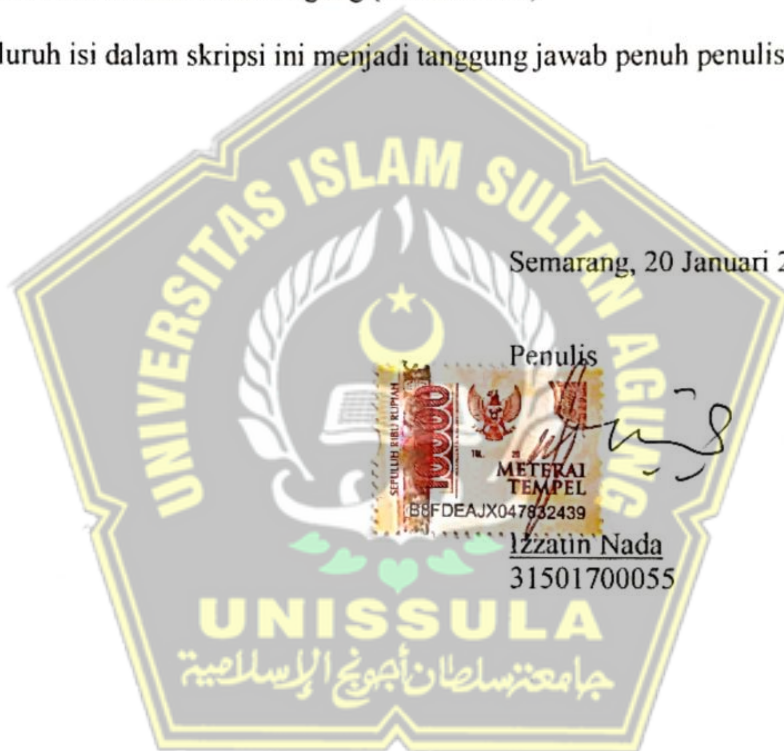 luruh isi dalam skripsi ini menjadi tanggung jawab penuh penulis
UNIVERSITAS ISLAM SULTAN AGUNG
Semarang, 20 Januari 2
Penulis
SEPULUH RIBU RUPIAH
10000
METERAI
TEMPEL
B8FDEAJX047832439
Izzatin Nada
31501700055
UNISSULA
جامعة سلطان أجونج الإسلامية